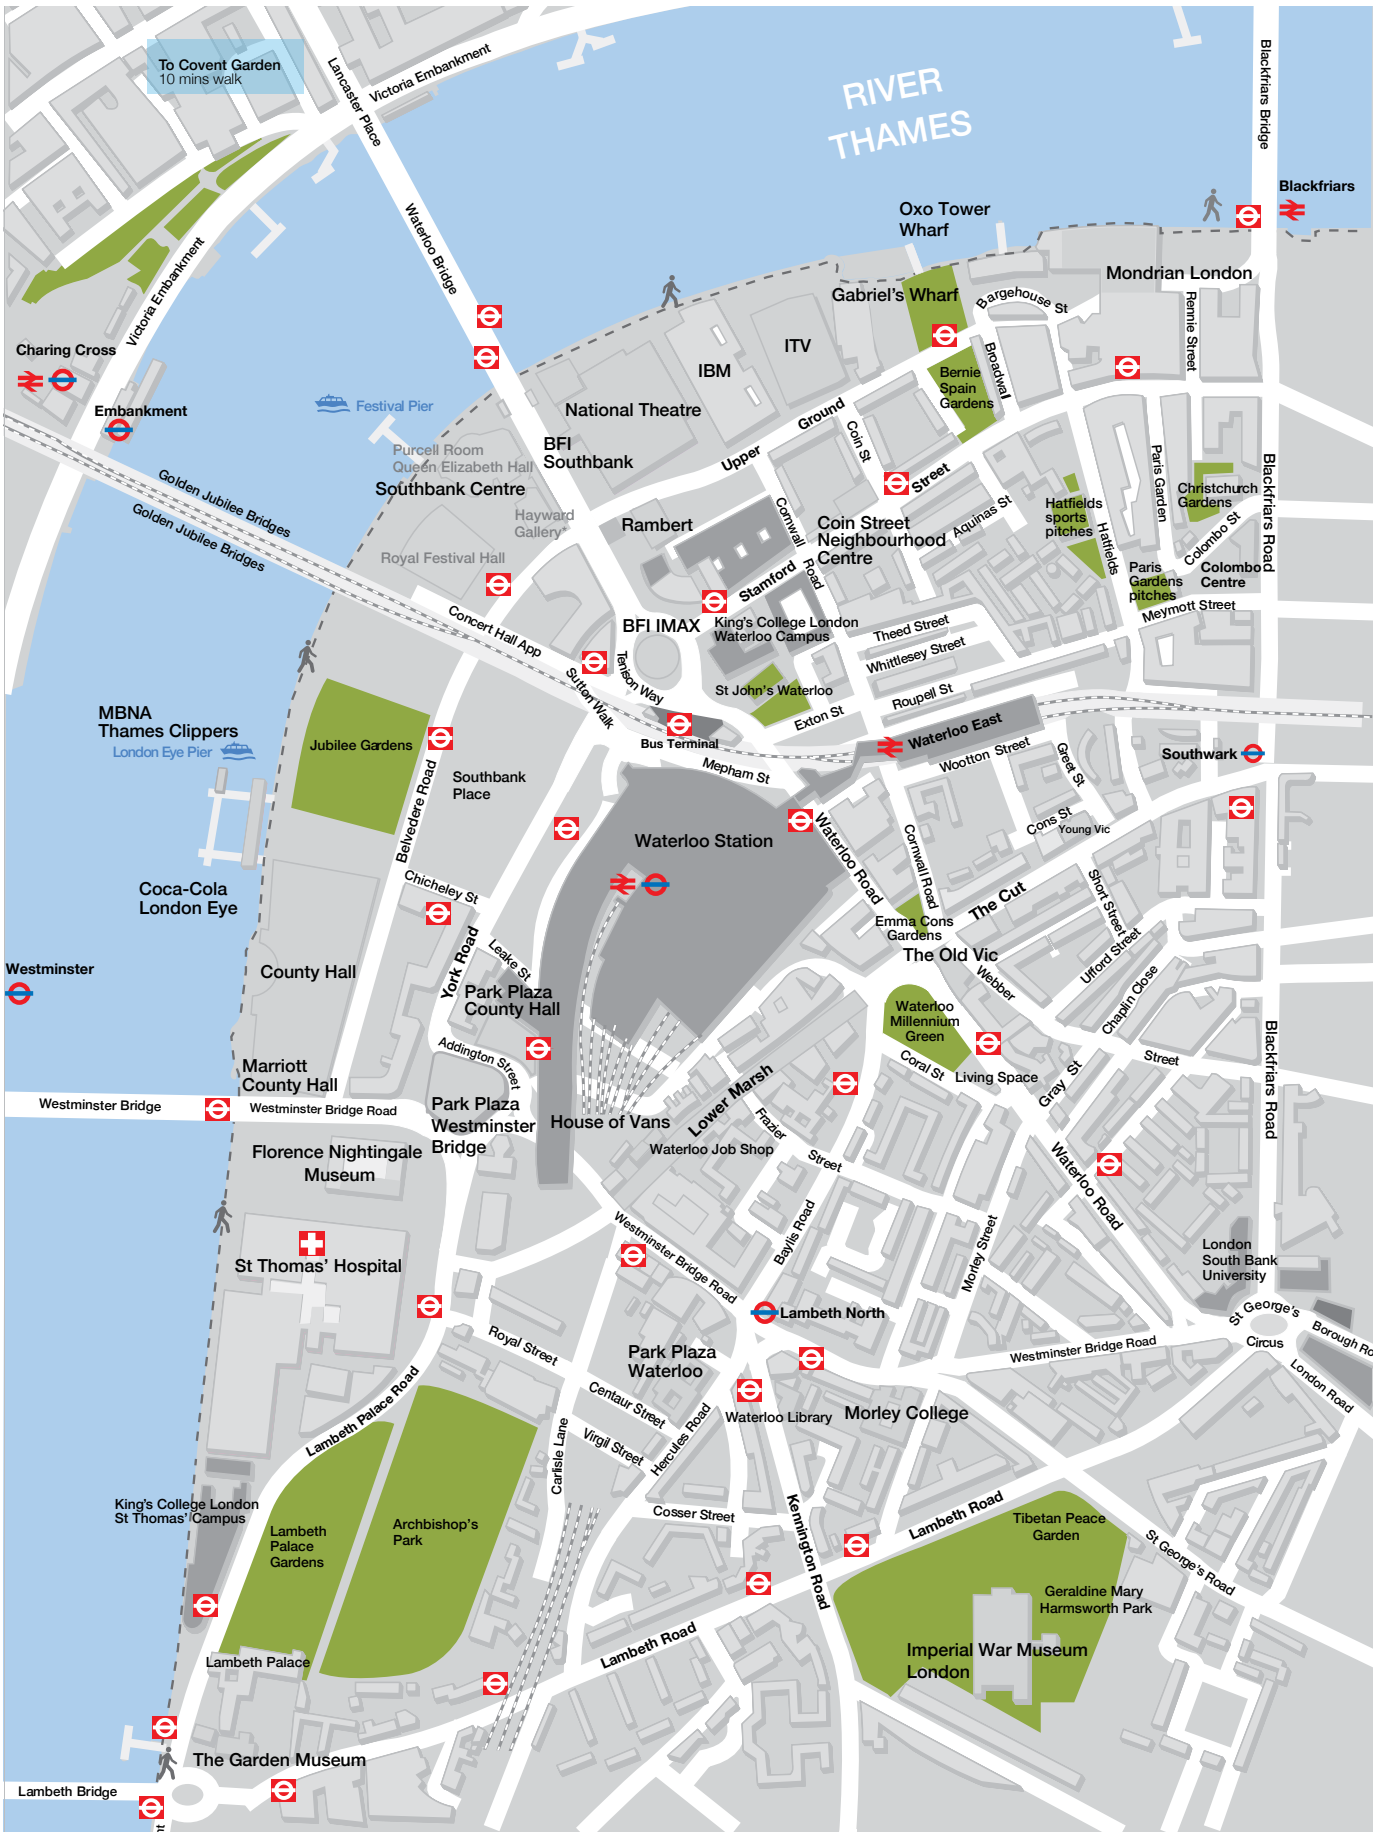 To Covent Garden
10 mins walk
Lancaster Place
Victoria Embankment
RIVER
THAMES
Blackfriars Bridge
Blackfriars
Oxo Tower
Wharf
Waterloo Bridge
Victoria Embankment
Mondrian London
Gabriel's Wharf
Bargehouse St
Rennie Street
Charing Cross
ITV
IBM
Broadwall
Bernie
Spain
Gardens
Embankment
Festival Pier
National Theatre
Ground
Coin St
Upper
BFI
Southbank
Purcell Room
Queen Elizabeth Hall
Southbank Centre
Street
Paris Garden
Blackfriars Road
Christchurch
Gardens
Golden Jubilee Bridges
Golden Jubilee Bridges
Hayward
Gallery*
Rambert
Cornwall
Road
Coin Street
Neighbourhood
Centre
Aquinas St
Hatfields
sports
pitches
Hatfields
Colombo St
Royal Festival Hall
Stamford
Paris
Gardens
pitches
Colombo
Centre
Meymott Street
Concert Hall App
BFI IMAX
King's College London
Waterloo Campus
Theed Street
Whittlesey Street
Tenison Way
Sutton Walk
St John's Waterloo
Roupell St
Exton St
MBNA
Thames Clippers
London Eye Pier
Jubilee Gardens
Bus Terminal
Waterloo East
Wootton Street
Greet St
Southwark
Mepham St
Southbank
Place
Belvedere Road
Waterloo Station
Waterloo Road
Cornwall Road
Cons St
Young Vic
Coca-Cola
London Eye
Chicheley St
The Cut
Short Street
Emma Cons
Gardens
York Road
Leake St
The Old Vic
Ufford Street
Westminster
County Hall
Webber
Chaplin Close
Park Plaza
County Hall
Waterloo
Millennium
Green
Addington Street
Street
Blackfriars Road
Marriott
County Hall
Coral St
Living Space
Gray St
Lower Marsh
Westminster Bridge
Westminster Bridge Road
Park Plaza
Westminster
Bridge
House of Vans
Frazier
Street
Waterloo Job Shop
Florence Nightingale
Museum
Waterloo Road
Westminster Bridge Road
Baylis Road
Morley Street
St Thomas' Hospital
London
South Bank
University
Lambeth North
St George's
Circus
Borough Ro
Royal Street
Park Plaza
Waterloo
Westminster Bridge Road
London Road
Lambeth Palace Road
Centaur Street
Waterloo Library
Morley College
Virgil Street
Hercules Road
Carlisle Lane
King's College London
St Thomas' Campus
Lambeth
Palace
Gardens
Archbishop's
Park
Cosser Street
Kennington Road
Lambeth Road
Tibetan Peace
Garden
St George's Road
Geraldine Mary
Harmsworth Park
Imperial War Museum
London
Lambeth Road
Lambeth Palace
The Garden Museum
Lambeth Bridge